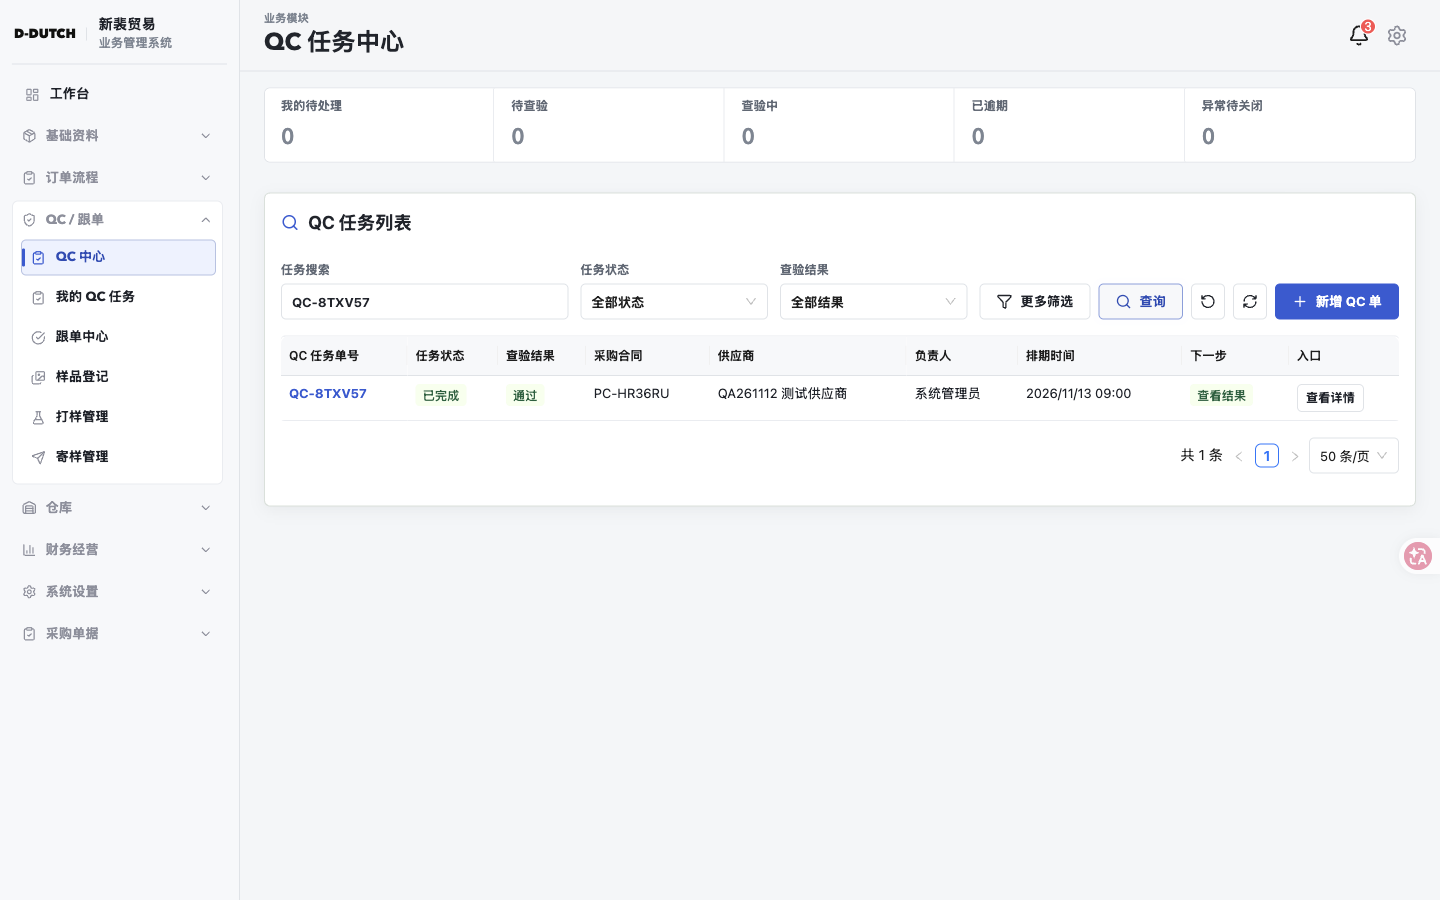 D-DUTCH
新裴贸易
业务管理系统
工作台
基础资料
订单流程
QC / 跟单
QC 中心
我的 QC 任务
跟单中心
样品登记
打样管理
寄样管理
仓库
财务经营
系统设置
采购单据
业务模块
QC 任务中心
3
我的待处理
0
待查验
0
查验中
0
已逾期
0
异常待关闭
0
QC 任务列表
任务搜索
任务状态
查验结果
QC-8TXV57
全部状态
全部结果
更多筛选
查询
新增 QC 单
QC 任务单号 任务状态 查验结果 采购合同 供应商 负责人 排期时间 下一步 入口
QC-8TXV57 已完成 通过 PC-HR36RU QA261112 测试供应商 系统管理员 2026/11/13 09:00 查看结果 查看详情
共 1 条 1 50 条/页